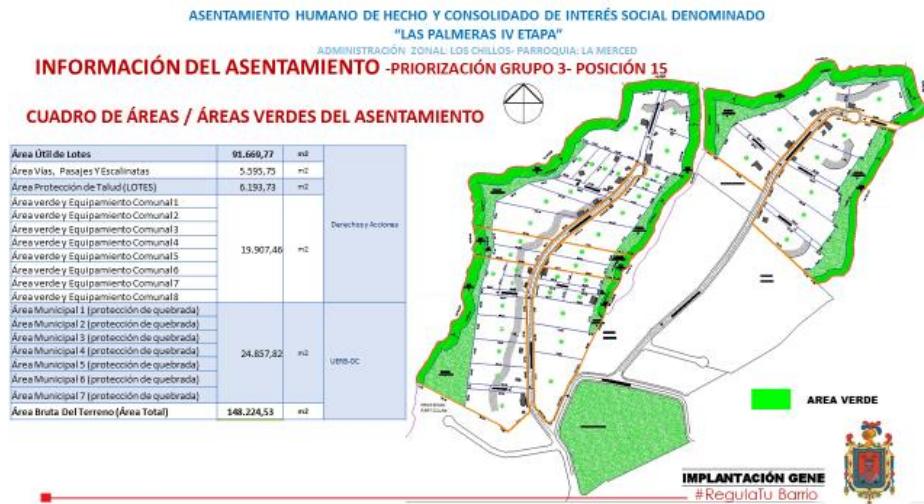 ASENTAMIENTO HUMANO DE HECHO Y CONSOLIDADO DE INTERÉS SOCIAL DENOMINADO
"LAS PALMERAS IV ETAPA"
ADMINISTRACIÓN ZONAL: LOS CHILLOS- PARROQUIA: LA MERCED
INFORMACIÓN DEL ASENTAMIENTO -PRIORIZACIÓN GRUPO 3- POSICIÓN 15
CUADRO DE ÁREAS / ÁREAS VERDES DEL ASENTAMIENTO
Área Útil de Lotes 91.669,77 m2
Área Vías, Pasajes Y Escalinatas 5.595,75 m2
Área Protección de Talud (LOTES) 6.193,73 m2
Área verde y Equipamiento Comunal 1
Área verde y Equipamiento Comunal 2
Área verde y Equipamiento Comunal 3
Área verde y Equipamiento Comunal 4
Área verde y Equipamiento Comunal 5
Área verde y Equipamiento Comunal 6
Área verde y Equipamiento Comunal 7
Área verde y Equipamiento Comunal 8
19.907,46 m2
Derechos y Acciones
Área Municipal 1 (protección de quebrada)
Área Municipal 2 (protección de quebrada)
Área Municipal 3 (protección de quebrada)
Área Municipal 4 (protección de quebrada)
Área Municipal 5 (protección de quebrada)
Área Municipal 6 (protección de quebrada)
Área Municipal 7 (protección de quebrada)
24.857,82 m2
UERB-OC
Área Bruta Del Terreno (Área Total) 148.224,53 m2
PROPIEDAD
PARTICULAR
AREA VERDE
IMPLANTACIÓN GENE
#RegulaTu Barrio